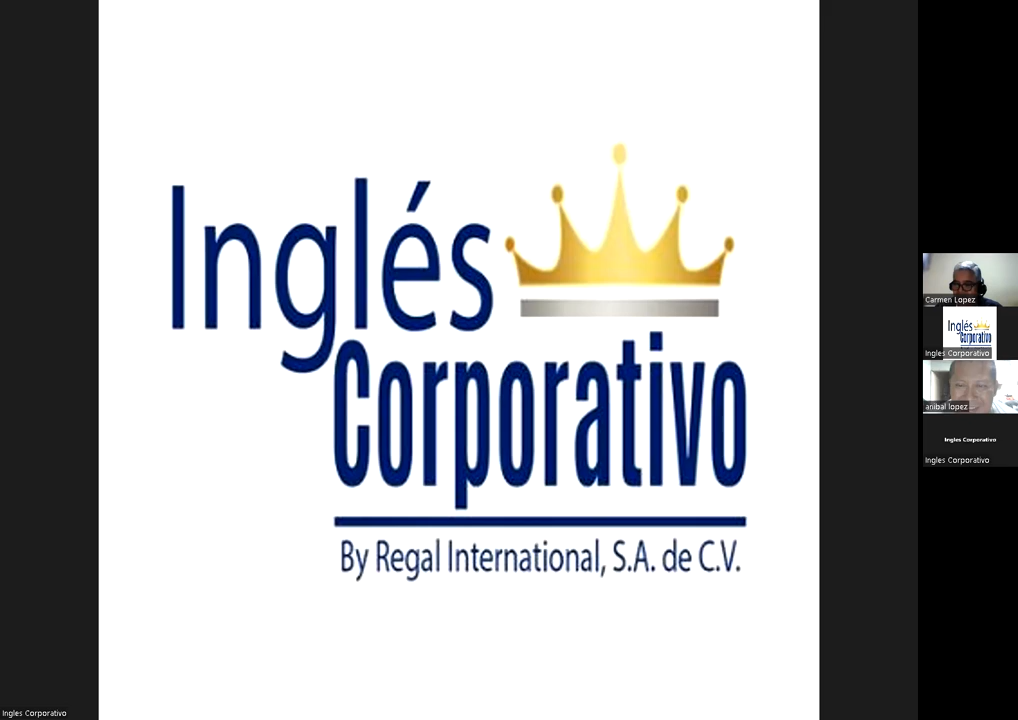 Inglés
Corporativo
By Regal International, S.A. de C.V.
Carmen Lopez
Inglés
Corporativo
Ingles Corporativo
anibal lopez
Ingles Corporativo
Ingles Corporativo
Ingles Corporativo